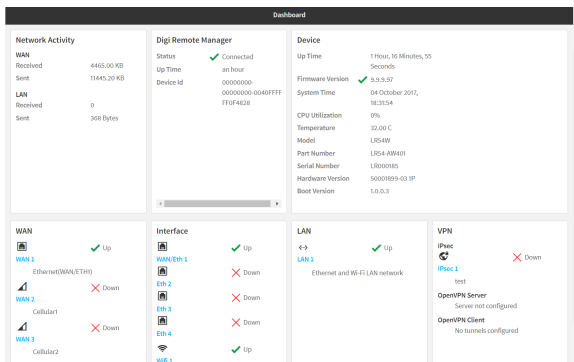 Dashboard
Network Activity
WAN
Received 4465.00 KB
Sent 11445.20 KB
LAN
Received 0
Sent 368 Bytes
Digi Remote Manager
Status Connected
Up Time an hour
Device Id 00000000-
00000000-0040FFFF
FF0F4828
Device
Up Time 1 Hour, 16 Minutes, 55
Seconds
Firmware Version 9.9.9.97
System Time 04 October 2017,
18:31:54
CPU Utilization 0%
Temperature 32.00 C
Model LR54W
Part Number LR54-AW401
Serial Number LR000185
Hardware Version 50001899-03 1P
Boot Version 1.0.0.3
WAN
Up
WAN 1
Ethernet(WAN/ETH1)
Down
WAN 2
Cellular1
Down
WAN 3
Cellular2
Interface
Up
WAN/Eth 1
Down
Eth 2
Down
Eth 3
Down
Eth 4
Up
Wifi 1
LAN
Up
LAN 1
Ethernet and Wi-Fi LAN network
VPN
IPsec
Down
IPsec 1
test
OpenVPN Server
Server not configured
OpenVPN Client
No tunnels configured